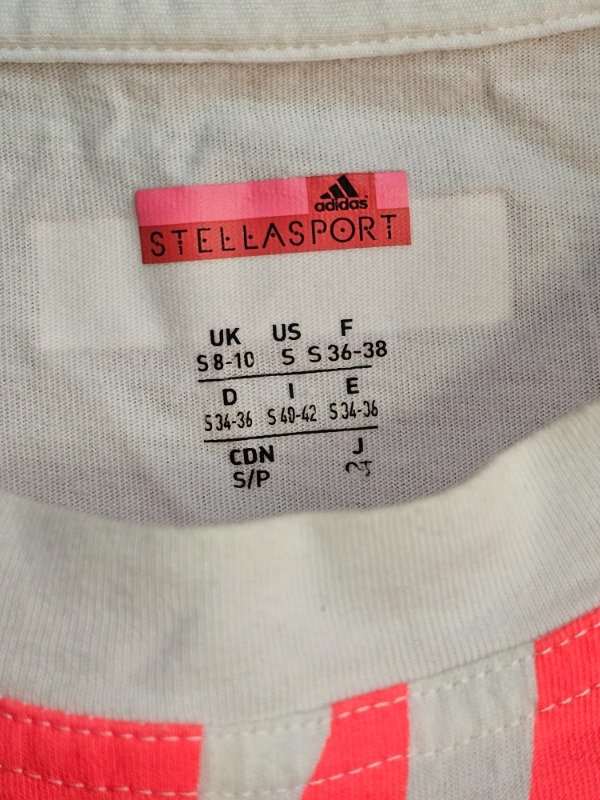 adidas
STELLASPORT
UK US F
S 8-10 S S 36-38
D I E
S 34-36 S 40-42 S 34-36
CDN J
S/P